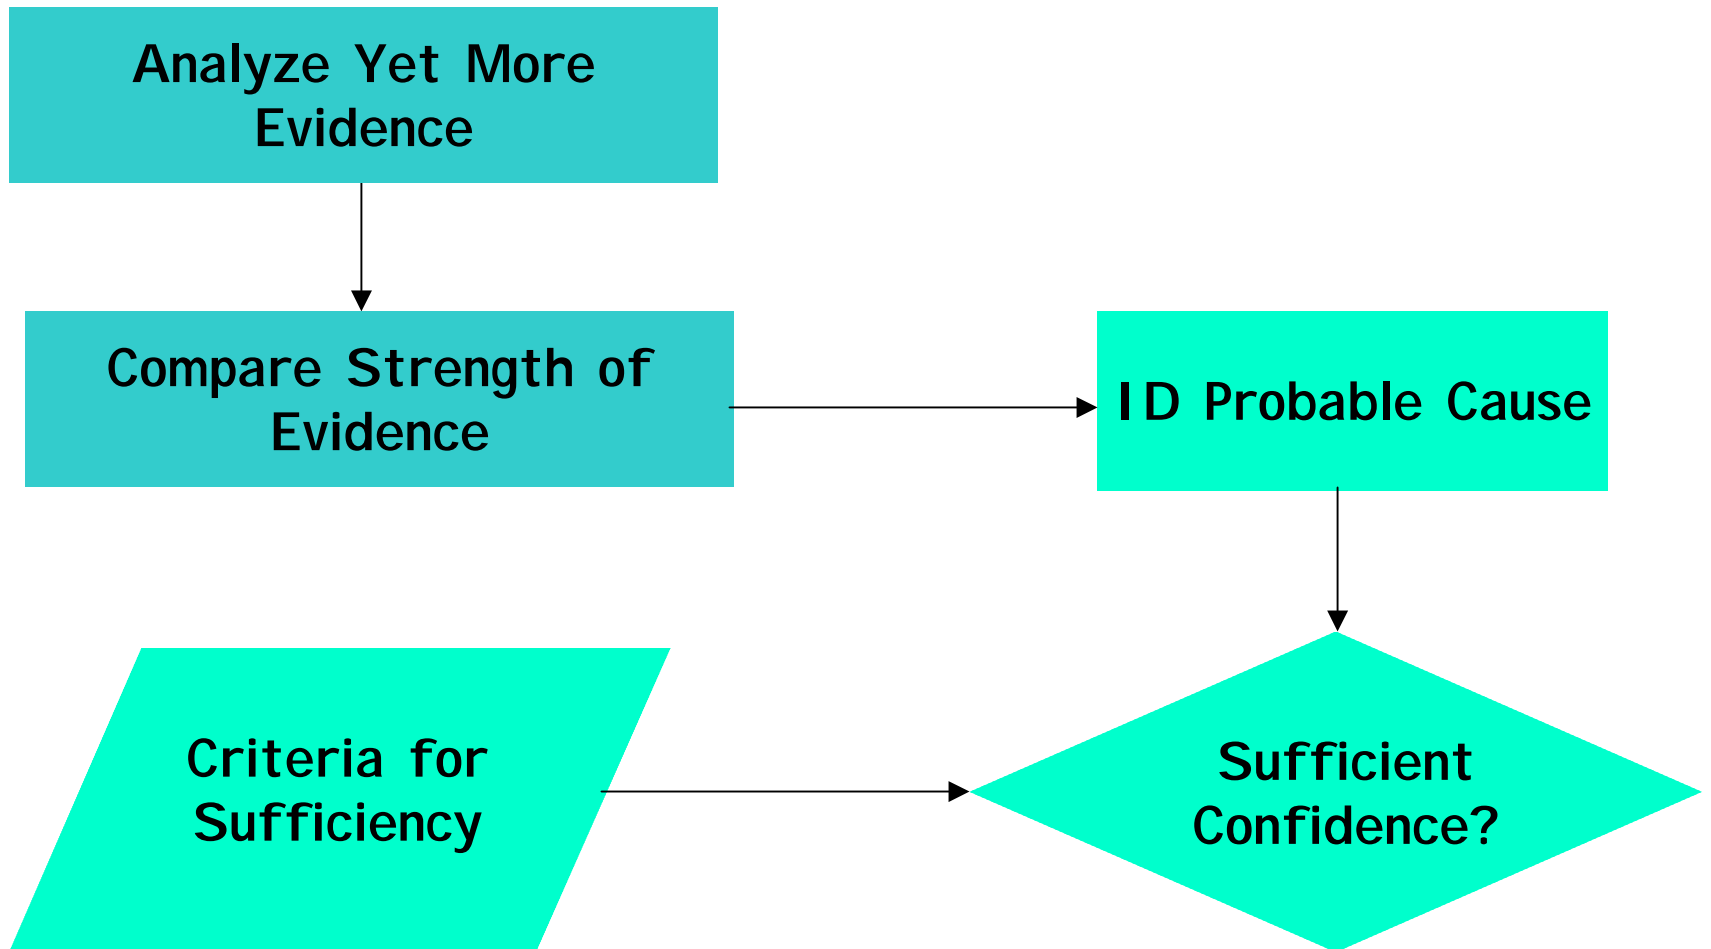 Analyze Yet More
Evidence
Compare Strength of
Evidence
ID Probable Cause
Criteria for
Sufficiency
Sufficient
Confidence?